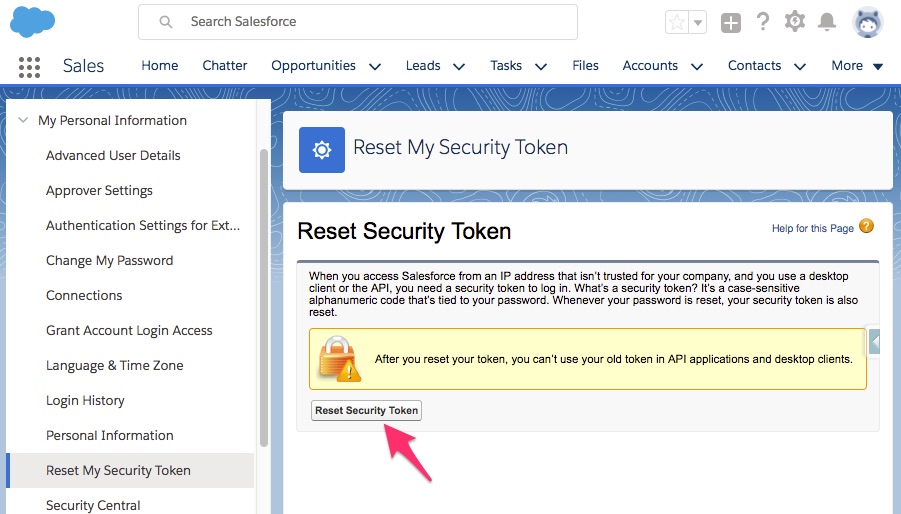 Search Salesforce
Sales
Home
Chatter
Opportunities
Leads
Tasks
Files
Accounts
Contacts
More
My Personal Information
Advanced User Details
Approver Settings
Authentication Settings for Ext...
Change My Password
Connections
Grant Account Login Access
Language & Time Zone
Login History
Personal Information
Reset My Security Token
Security Central
Reset My Security Token
Reset Security Token
Help for this Page
When you access Salesforce from an IP address that isn't trusted for your company, and you use a desktop
client or the API, you need a security token to log in. What's a security token? It's a case-sensitive
alphanumeric code that's tied to your password. Whenever your password is reset, your security token is also
reset.
After you reset your token, you can't use your old token in API applications and desktop clients.
Reset Security Token